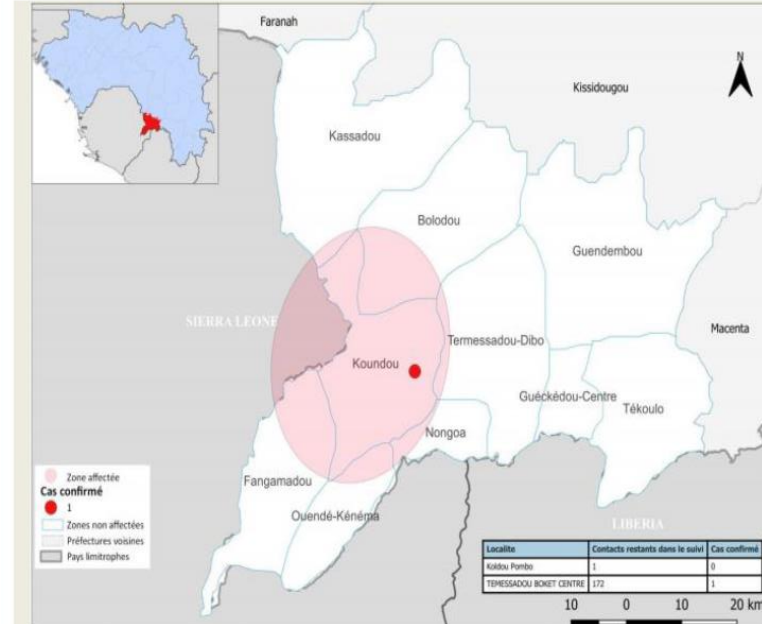 Faranah
N
Kissidougou
Kassadou
Bolodou
Guendembou
SIERRA LEONE
Macenta
Termessadou-Dibo
Koundou
Guéckédou-Centre
Tékoulo
Nongoa
Fangamadou
Ouendé-Kénéma
LIBERIA
Zone affectée
Cas confirmé
1
Zones non affectées
Préfectures voisines
Pays limitrophes
Localite Contacts restants dans le suivi Cas confirmé
Koldou Pombo 1 0
TEMESSADOU BOKET CENTRE 172 1
10 0 10 20 km